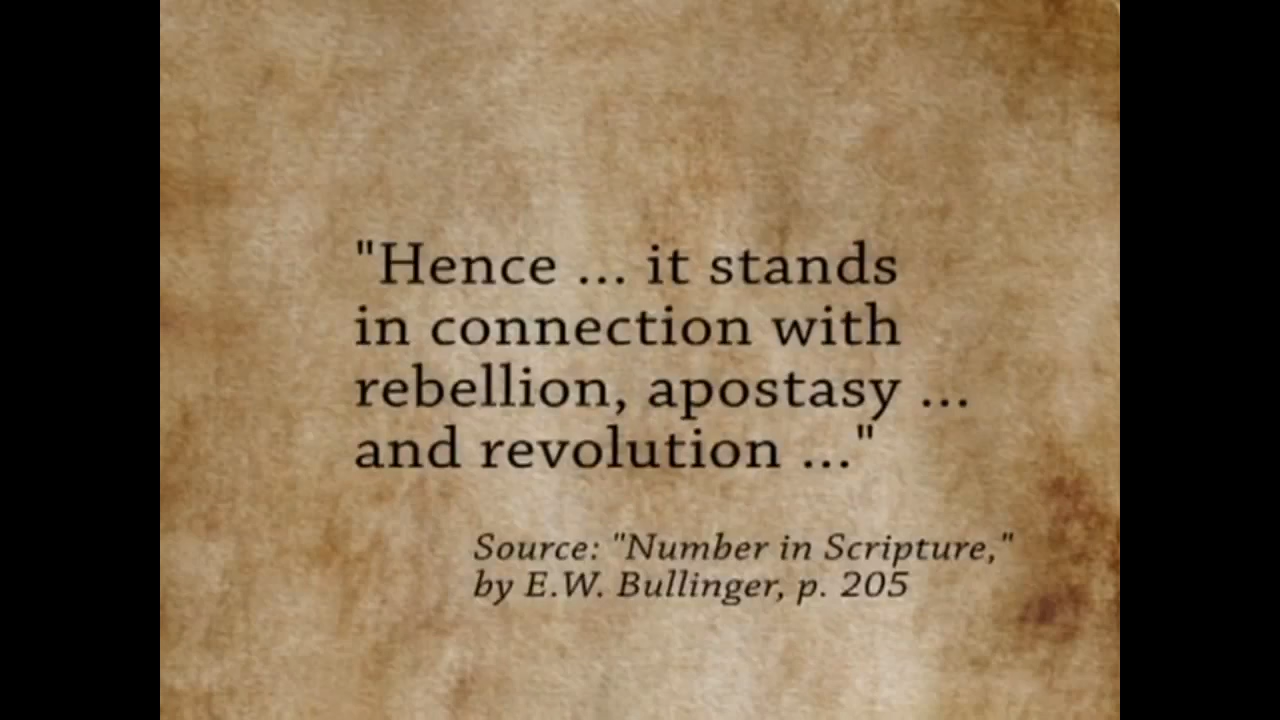 "Hence ... it stands
in connection with
rebellion, apostasy ...
and revolution ..."
Source: "Number in Scripture,"
by E.W. Bullinger, p. 205